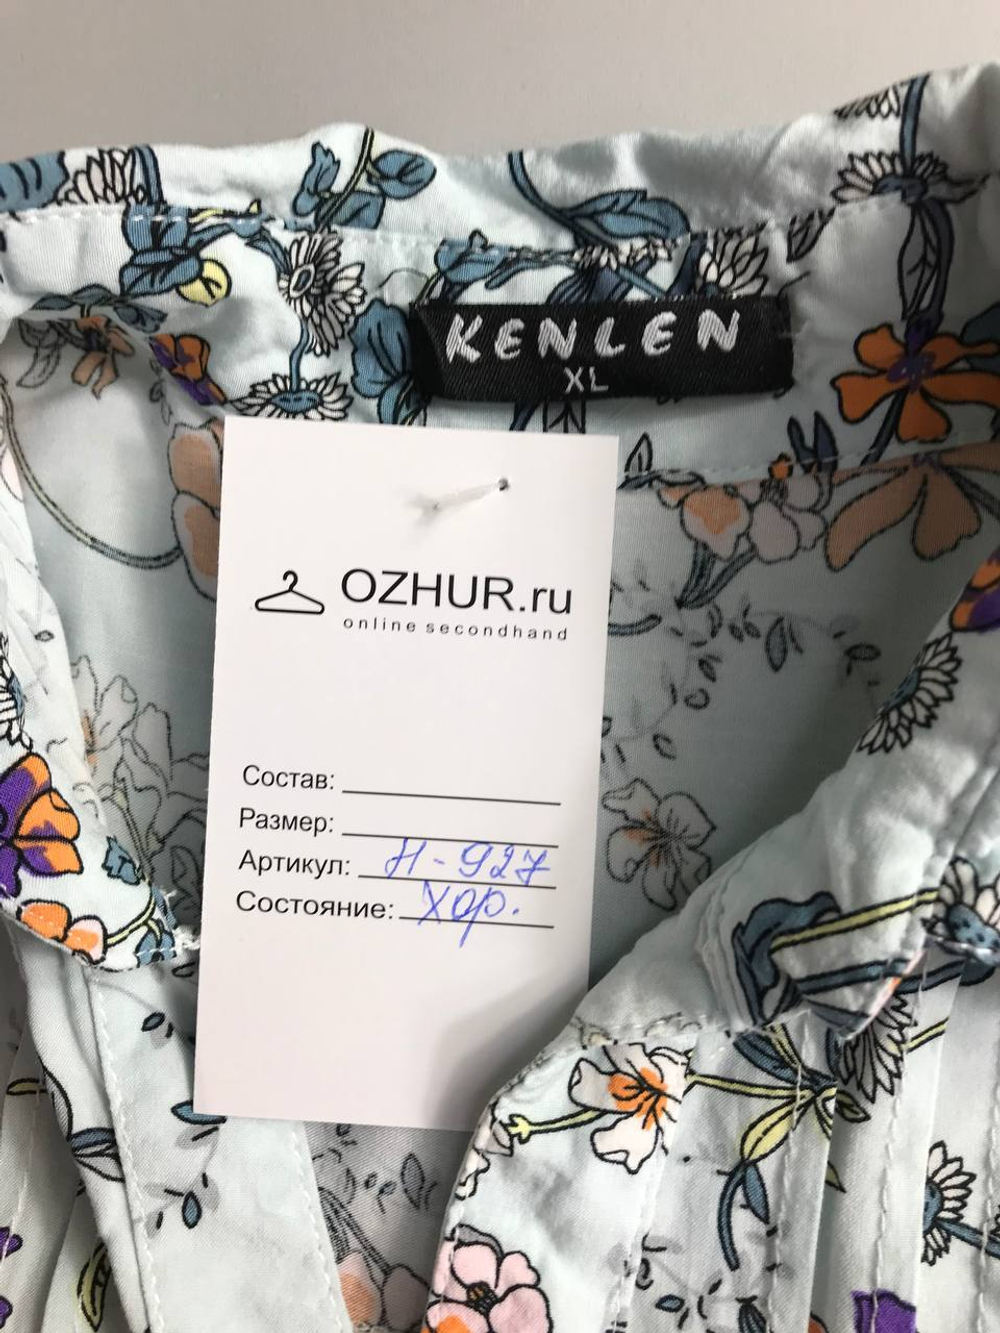 KENLEN
XL
OZHUR.ru
online secondhand
Состав:
Размер:
Артикул: Н-927
Состояние: Хор.